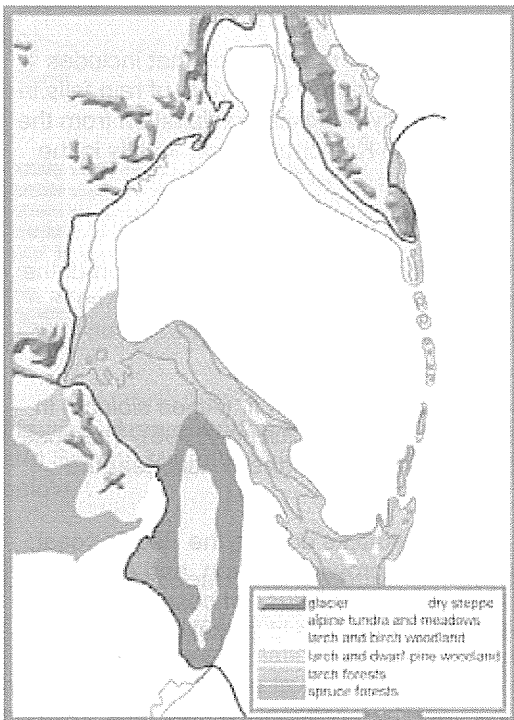 glacier dry steppe
alpine tundra and meadows
larch and birch woodland
larch and dwarf pine woodland
larch forests
spruce forests